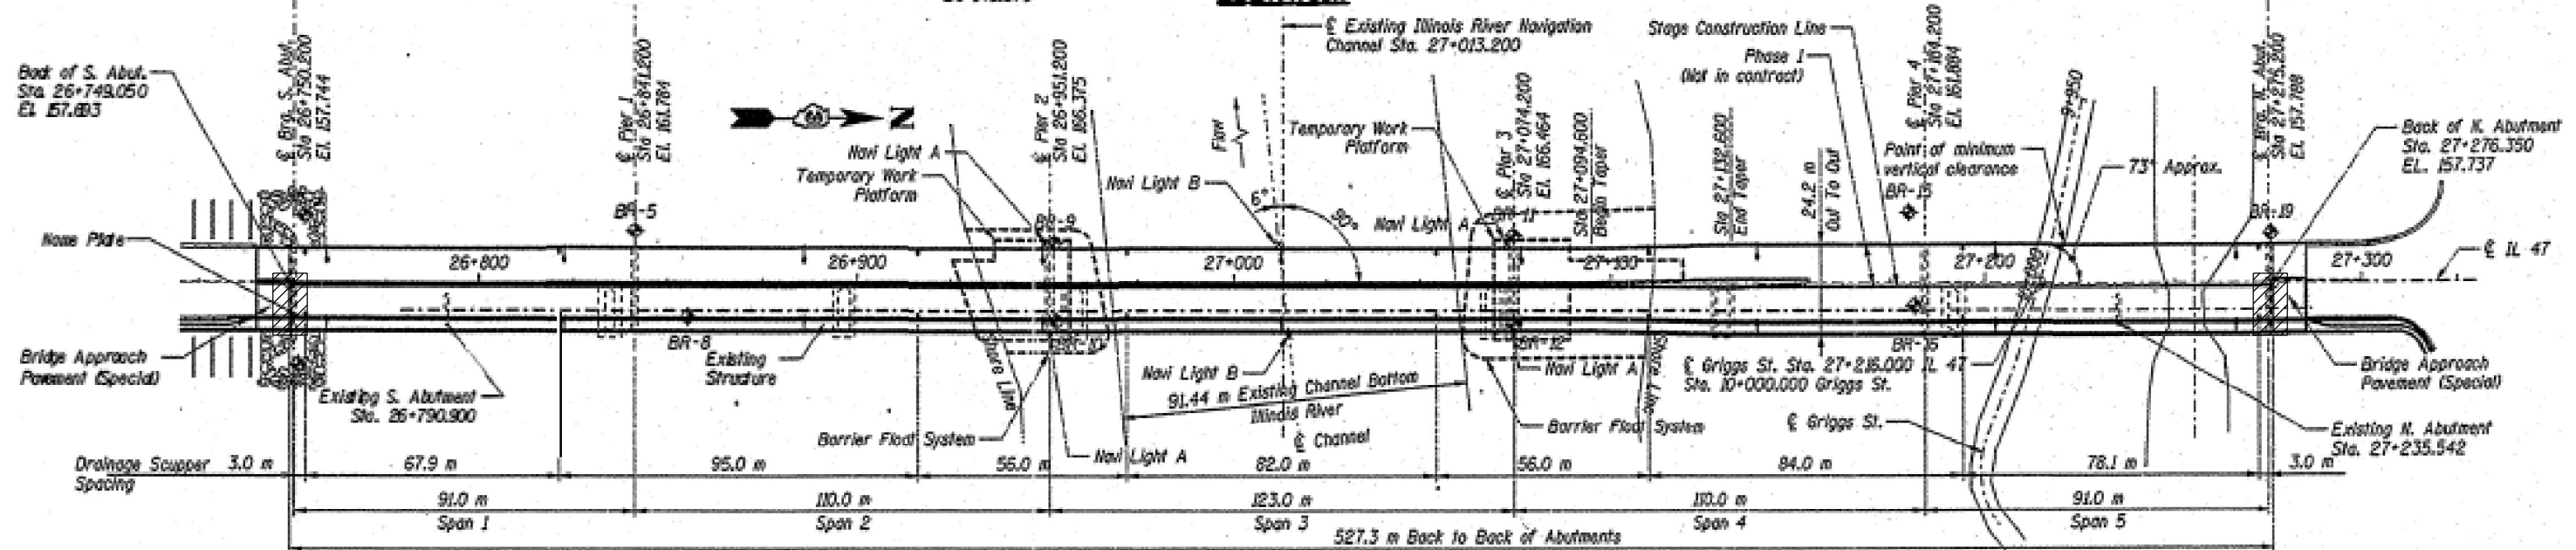 ℄ Existing Illinois River Navigation
Channel Sta. 27+013.200
Stage Construction Line
Phase I
(Not in contract)
Back of S. Abut.
Sta 26+749.050
El. 157.693
℄ Brg. S. Abut.
Sta 26+750.200
El. 157.744
℄ Pier 1
Sta 26+841.200
El. 161.784
℄ Pier 2
Sta 26+951.200
El. 166.375
℄ Pier 3
Sta 27+074.200
El. 166.464
Sta 27+094.600
Begin Taper
Sta 27+132.600
End Taper
24.2 m
Out To Out
℄ Pier 4
Sta 27+184.200
El. 161.884
9+950
℄ Brg. N. Abut.
Sta 27+275.200
El. 157.788
Back of N. Abutment
Sta. 27+276.350
EL. 157.737
N
Navi Light A
Temporary Work
Platform
Flow
Navi Light B
6°
90°
Temporary Work
Platform
Navi Light A
Point of minimum
vertical clearance
73° Approx.
BR-5
BR-9
BR-11
BR-15
BR-19
Name Plate
26+800
26+900
27+000
27+100
27+200
27+300
℄ IL 47
Bridge Approach
Pavement (Special)
Existing S. Abutment
Sta. 26+790.900
BR-8
Existing
Structure
Shore Line
BR-10
Navi Light B
91.44 m Existing Channel Bottom
Illinois River
℄ Channel
BR-12
Navi Light A
Shore Line
BR-16
℄ Griggs St. Sta. 27+216.000 IL 47
Sta. 10+000.000 Griggs St.
Bridge Approach
Pavement (Special)
Barrier Float System
Navi Light A
Barrier Float System
℄ Griggs St.
Existing N. Abutment
Sta. 27+235.542
Drainage Scupper
Spacing
3.0 m
67.9 m
95.0 m
56.0 m
82.0 m
56.0 m
84.0 m
78.1 m
3.0 m
91.0 m
110.0 m
123.0 m
110.0 m
91.0 m
Span 1
Span 2
Span 3
Span 4
Span 5
527.3 m Back to Back of Abutments